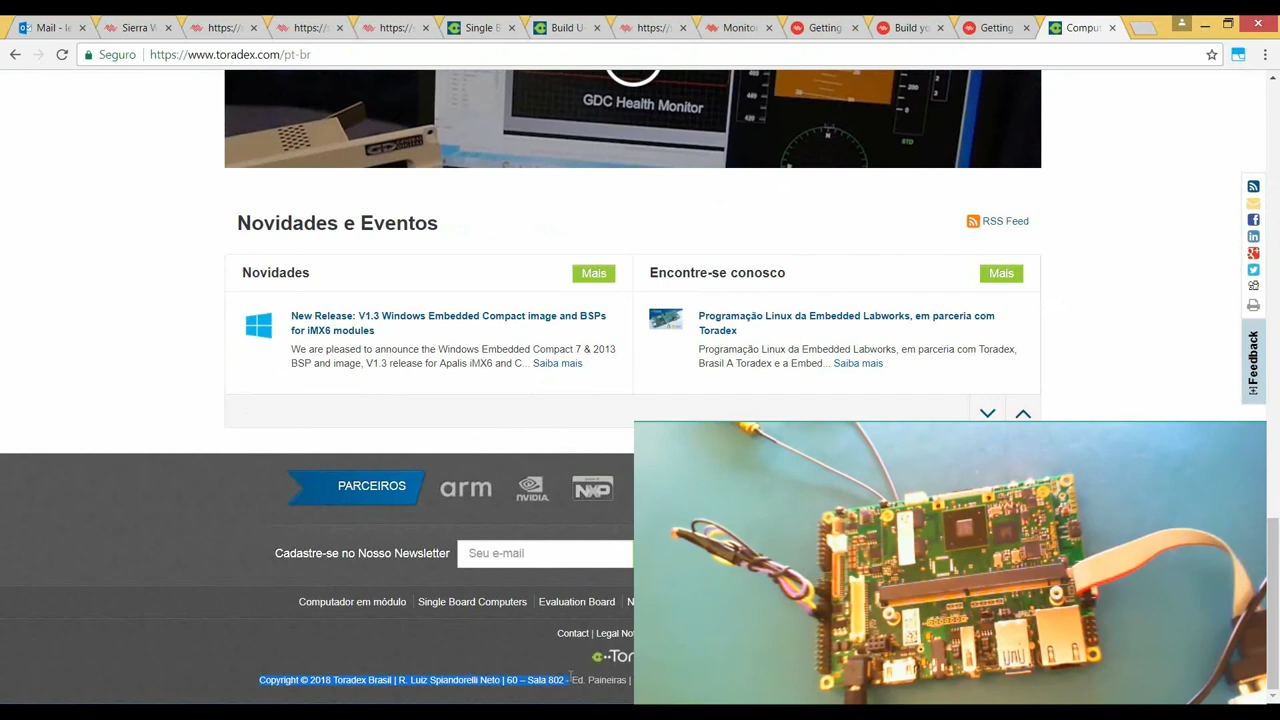 Mail - le
Sierra W
https://
https://
https://
Single B
Build U
https://
Monito
Getting
Build yo
Getting
Comput
Seguro
https://www.toradex.com/pt-br
GDC Health Monitor
STD
Novidades e Eventos
RSS Feed
Novidades
Mais
Encontre-se conosco
Mais
New Release: V1.3 Windows Embedded Compact image and BSPs
for iMX6 modules
We are pleased to announce the Windows Embedded Compact 7 & 2013
BSP and image, V1.3 release for Apalis iMX6 and C... Saiba mais
Programação Linux da Embedded Labworks, em parceria com
Toradex
Programação Linux da Embedded Labworks, em parceria com Toradex,
Brasil A Toradex e a Embed... Saiba mais
[+] Feedback
PARCEIROS
arm
NVIDIA
NXP
Cadastre-se no Nosso Newsletter
Seu e-mail
Computador em módulo
Single Board Computers
Evaluation Board
N
Contact | Legal No
Tor
Copyright © 2018 Toradex Brasil | R. Luiz Spiandorelli Neto | 60 – Sala 802 - Ed. Paineiras |